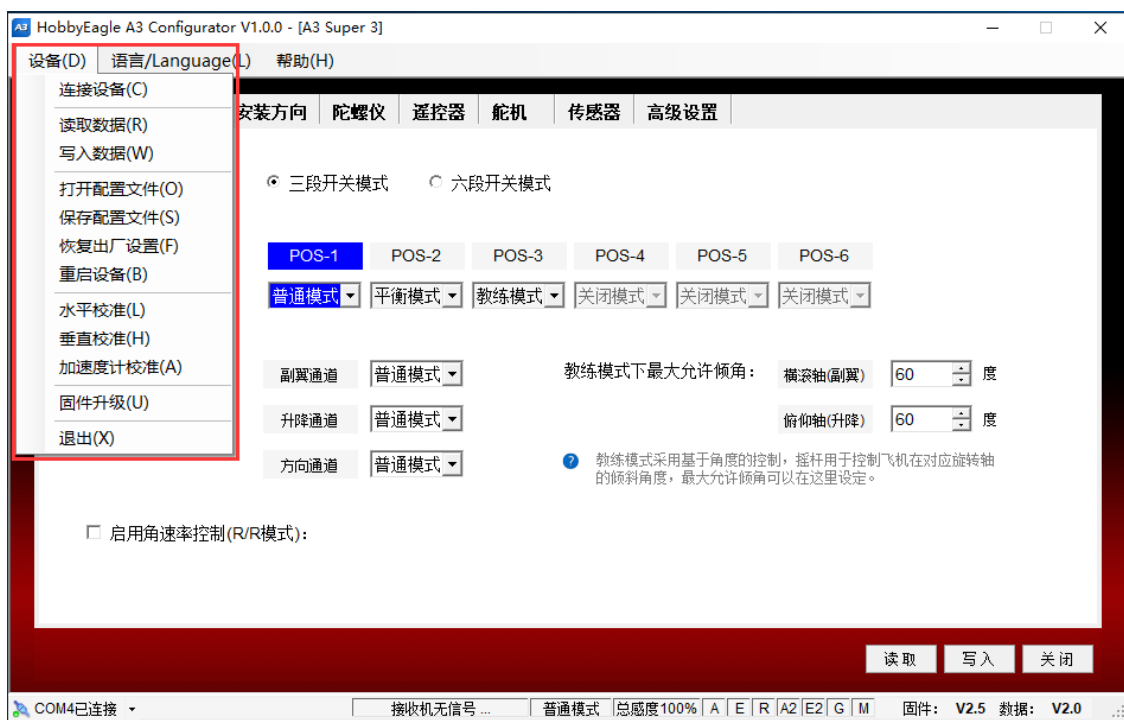 A3 HobbyEagle A3 Configurator V1.0.0 - [A3 Super 3]
设备(D) 语言/Language(L) 帮助(H)
连接设备(C)
读取数据(R)
写入数据(W)
打开配置文件(O)
保存配置文件(S)
恢复出厂设置(F)
重启设备(B)
水平校准(L)
垂直校准(H)
加速度计校准(A)
固件升级(U)
退出(X)
安装方向 陀螺仪 遥控器 舵机 传感器 高级设置
三段开关模式 六段开关模式
POS-1 POS-2 POS-3 POS-4 POS-5 POS-6
普通模式 平衡模式 教练模式 关闭模式 关闭模式 关闭模式
副翼通道 普通模式 教练模式下最大允许倾角： 横滚轴(副翼) 60 度
升降通道 普通模式 俯仰轴(升降) 60 度
方向通道 普通模式 ? 教练模式采用基于角度的控制，摇杆用于控制飞机在对应旋转轴
的倾斜角度，最大允许倾角可以在这里设定。
启用角速率控制(R/R模式)：
读取 写入 关闭
COM4已连接 接收机无信号 ... 普通模式 总感度100% A E R A2 E2 G M 固件： V2.5 数据： V2.0